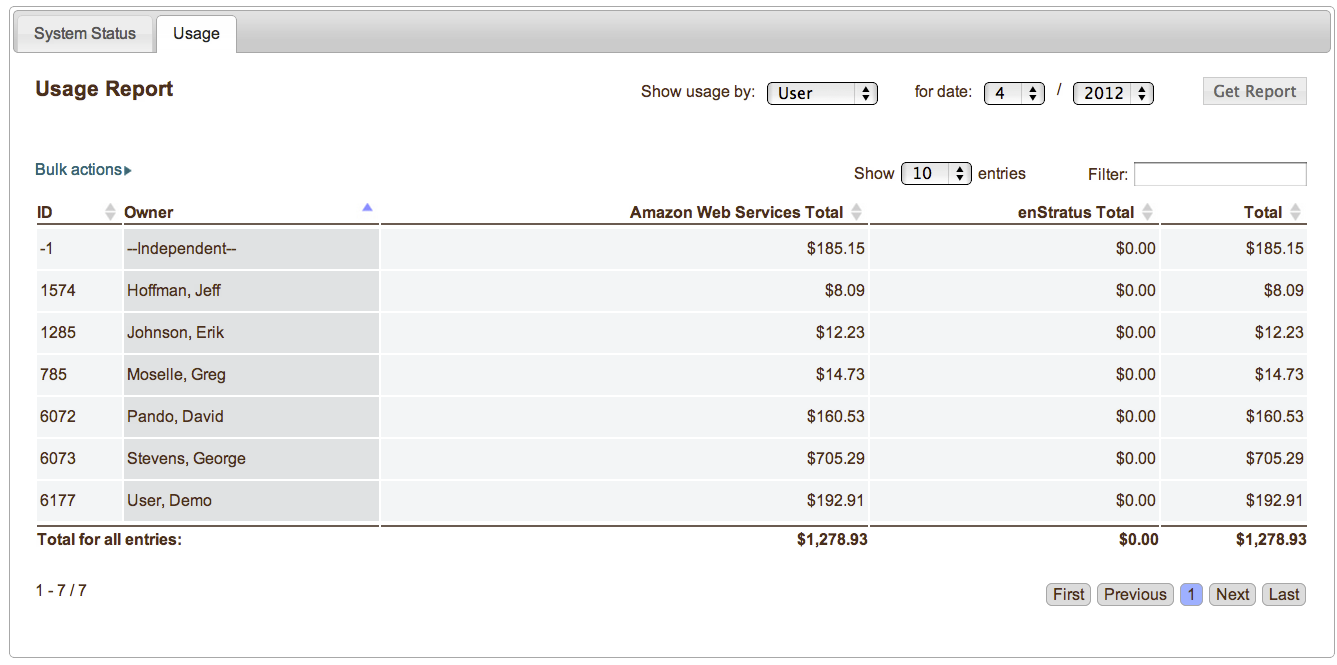 System Status Usage
Usage Report Show usage by: User for date: 4 / 2012 Get Report
Bulk actions Show 10 entries Filter:
ID Owner Amazon Web Services Total enStratus Total Total
-1 --Independent-- $185.15 $0.00 $185.15
1574 Hoffman, Jeff $8.09 $0.00 $8.09
1285 Johnson, Erik $12.23 $0.00 $12.23
785 Moselle, Greg $14.73 $0.00 $14.73
6072 Pando, David $160.53 $0.00 $160.53
6073 Stevens, George $705.29 $0.00 $705.29
6177 User, Demo $192.91 $0.00 $192.91
Total for all entries: $1,278.93 $0.00 $1,278.93
1 - 7 / 7 First Previous 1 Next Last